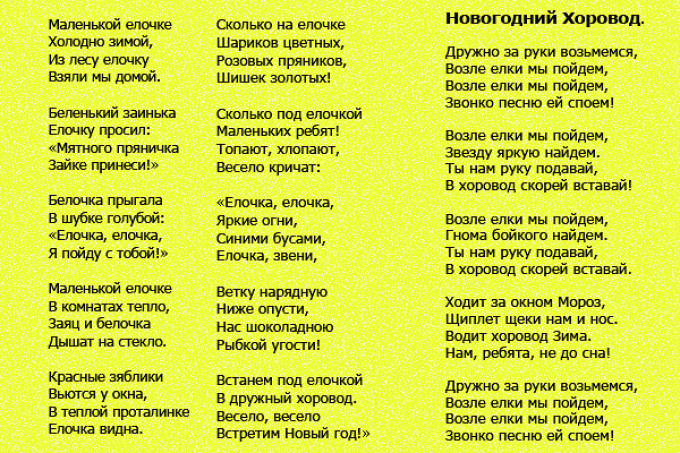 Маленькой елочке
Холодно зимой,
Из лесу елочку
Взяли мы домой.

Беленький заинька
Елочку просил:
«Мятного пряничка
Зайке принеси!»

Белочка прыгала
В шубке голубой:
«Елочка, елочка,
Я пойду с тобой!»

Маленькой елочке
В комнатах тепло,
Заяц и белочка
Дышат на стекло.

Красные зяблики
Вьются у окна,
В теплой проталинке
Елочка видна.

Сколько на елочке
Шариков цветных,
Розовых пряников,
Шишек золотых!

Сколько под елочкой
Маленьких ребят!
Топают, хлопают,
Весело кричат:

«Елочка, елочка,
Яркие огни,
Синими бусами,
Елочка, звени,

Ветку нарядную
Ниже опусти,
Нас шоколадною
Рыбкой угости!

Встанем под елочкой
В дружный хоровод.
Весело, весело
Встретим Новый год!»

Новогодний Хоровод.

Дружно за руки возьмемся,
Возле елки мы пойдем,
Возле елки мы пойдем,
Звонко песню ей споем!

Возле елки мы пойдем,
Звезду яркую найдем.
Ты нам руку подавай,
В хоровод скорей вставай!

Возле елки мы пойдем,
Гнома бойкого найдем.
Ты нам руку подавай,
В хоровод скорей вставай.

Ходит за окном Мороз,
Щиплет щеки нам и нос.
Водит хоровод Зима.
Нам, ребята, не до сна!

Дружно за руки возьмемся,
Возле елки мы пойдем,
Возле елки мы пойдем,
Звонко песню ей споем!